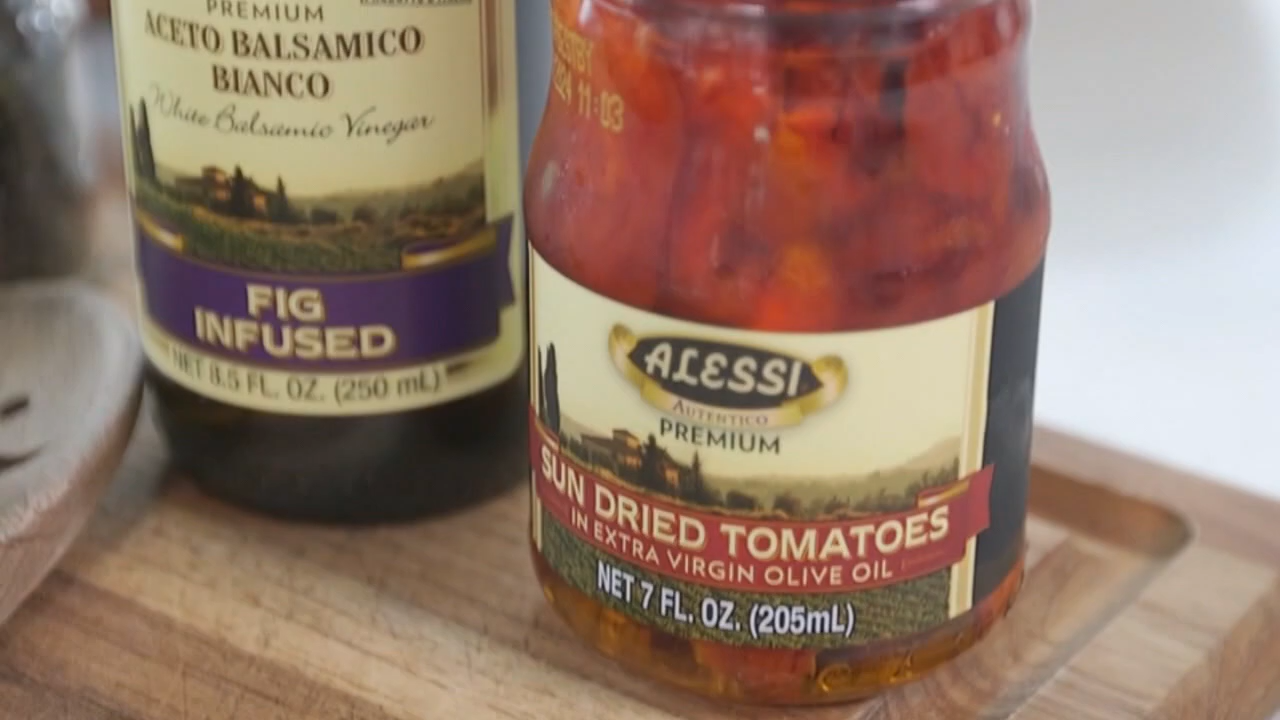 PREMIUM
ACETO BALSAMICO
BIANCO
White Balsamic Vinegar
FIG
INFUSED
NET 8.5 FL. OZ. (250 mL)
11:03
ALESSI
AUTENTICO
PREMIUM
SUN DRIED TOMATOES
IN EXTRA VIRGIN OLIVE OIL
NET 7 FL. OZ. (205mL)